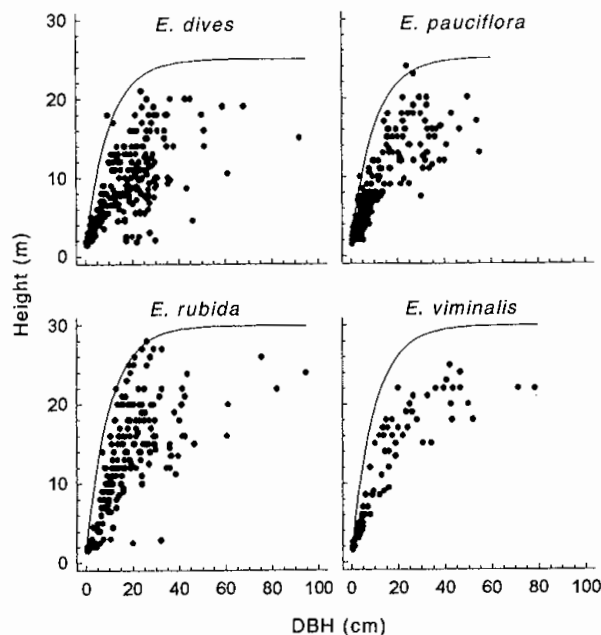 E. dives
E. pauciflora
30
20
10
0
E. rubida
E. viminalis
30
20
10
0
0 20 40 60 80 100
0 20 40 60 80 100
Height (m)
DBH (cm)